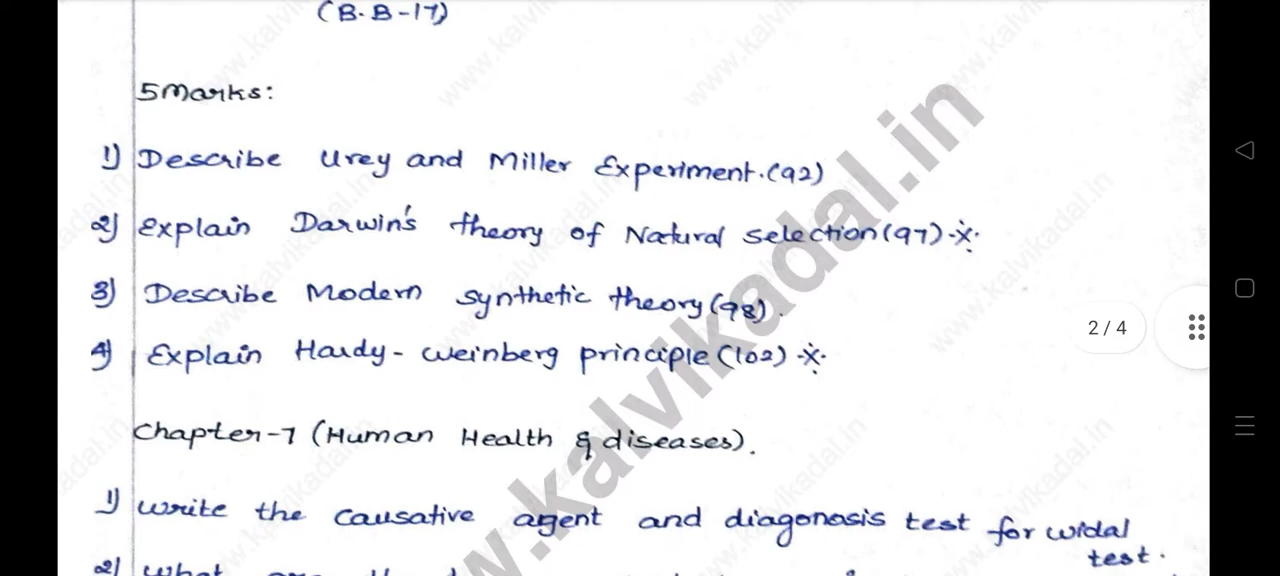 (B.B-17)
5Marks:
1) Describe Urey and Miller Experiment.(92)
2) Explain Darwin's theory of Natural selection(97).※.
3) Describe Modern synthetic theory(98).
4) Explain Hardy-Weinberg principle(102).※.
2 / 4
Chapter-7 (Human Health & diseases).
1) Write the causative agent and diagonasis test for widal
test.
2) What
www.kalvikadal.in